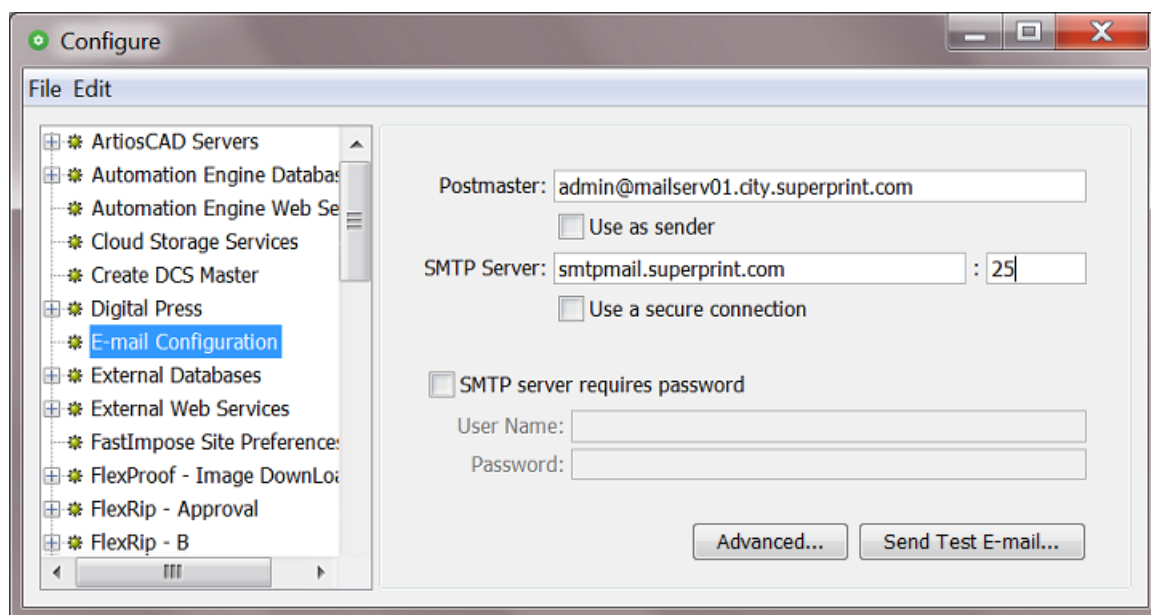 Configure
File Edit
ArtiosCAD Servers
Automation Engine Databas
Automation Engine Web Se
Cloud Storage Services
Create DCS Master
Digital Press
E-mail Configuration
External Databases
External Web Services
FastImpose Site Preference
FlexProof - Image DownLoa
FlexRip - Approval
FlexRip - B
Postmaster: admin@mailserv01.city.superprint.com
Use as sender
SMTP Server: smtpmail.superprint.com : 25
Use a secure connection
SMTP server requires password
User Name:
Password:
Advanced... Send Test E-mail...